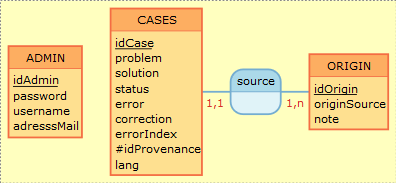 ADMIN
idAdmin
password
username
adresssMail
CASES
idCase
problem
solution
status
error
correction
errorIndex
#idProvenance
lang
source
1,1
1,n
ORIGIN
idOrigin
originSource
note